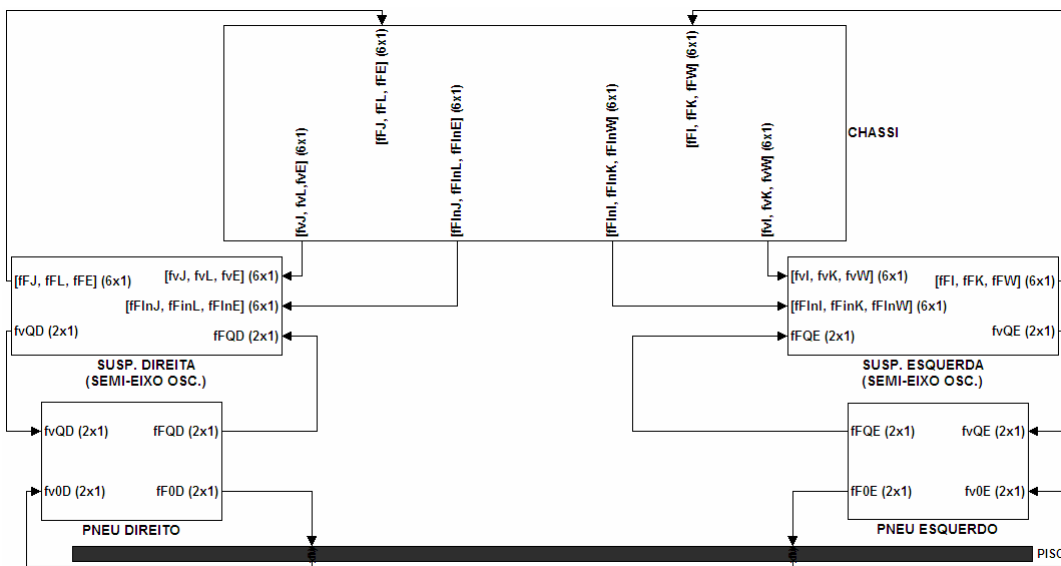 [fFJ, fFL, fFE] (6x1)
[fFI, fFK, fFW] (6x1)
[fvJ, fvL,fvE] (6x1)
[fFInJ, fFInL, fFInE] (6x1)
[fFInI, fFInK, fFInW] (6x1)
[fvI, fvK, fvW] (6x1)
CHASSI
[fFJ, fFL, fFE] (6x1)
[fvJ, fvL, fvE] (6x1)
[fFInJ, fFinL, fFInE] (6x1)
fvQD (2x1)
fFQD (2x1)
SUSP. DIREITA
(SEMI-EIXO OSC.)
[fvI, fvK, fvW] (6x1)
[fFI, fFK, fFW] (6x1)
[fFInI, fFinK, fFInW] (6x1)
fFQE (2x1)
fvQE (2x1)
SUSP. ESQUERDA
(SEMI-EIXO OSC.)
fvQD (2x1)
fFQD (2x1)
fv0D (2x1)
fF0D (2x1)
PNEU DIREITO
fFQE (2x1)
fvQE (2x1)
fF0E (2x1)
fv0E (2x1)
PNEU ESQUERDO